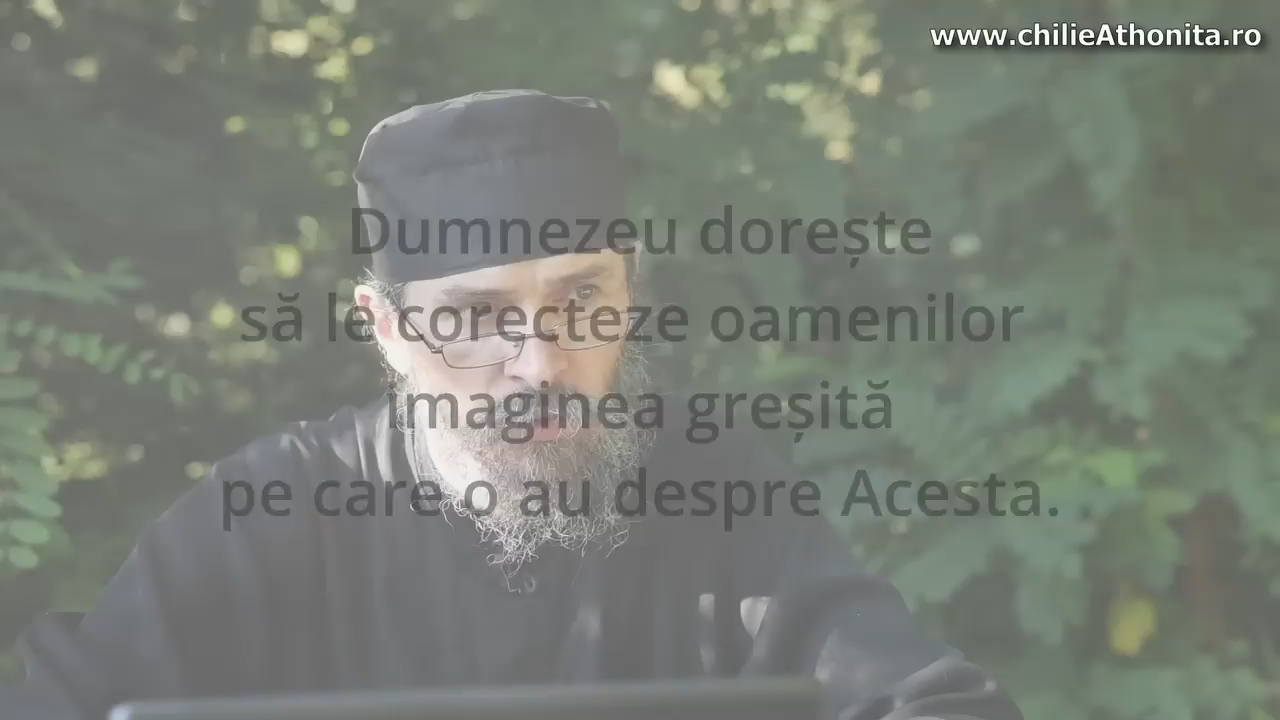 www.chilieAthonita.ro
Dumnezeu dorește
să le corecteze oamenilor
imaginea greșită
pe care o au despre Acesta.